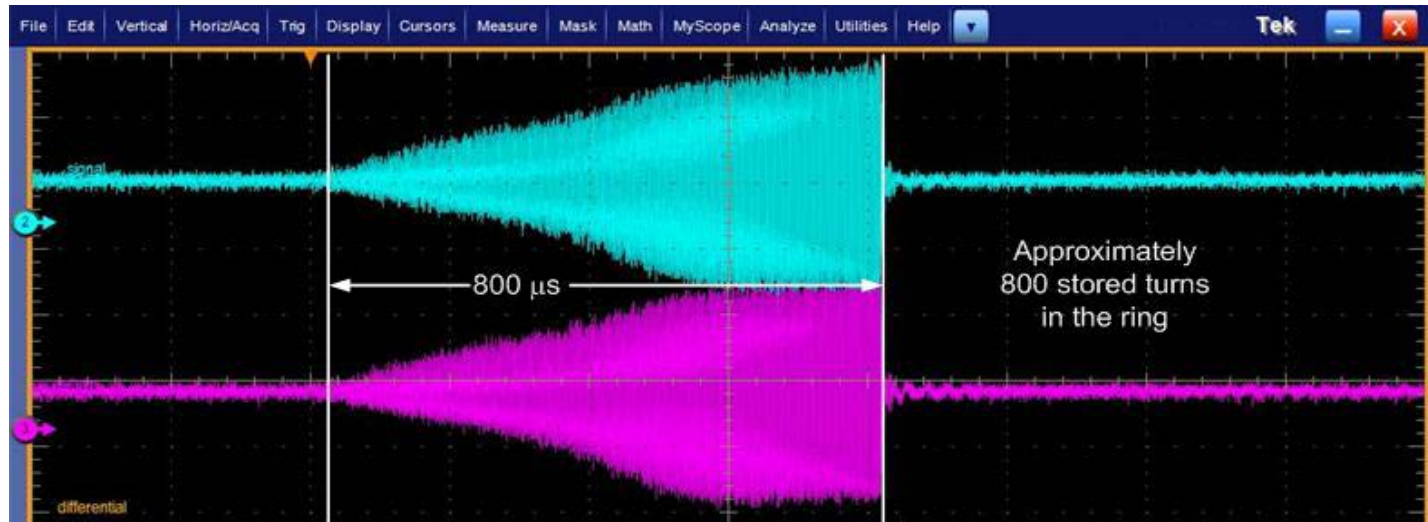 File Edit Vertical Horiz/Acq Trig Display Cursors Measure Mask Math MyScope Analyze Utilities Help Tek X
signal
2
800 µs
Approximately
800 stored turns
in the ring
3
differential